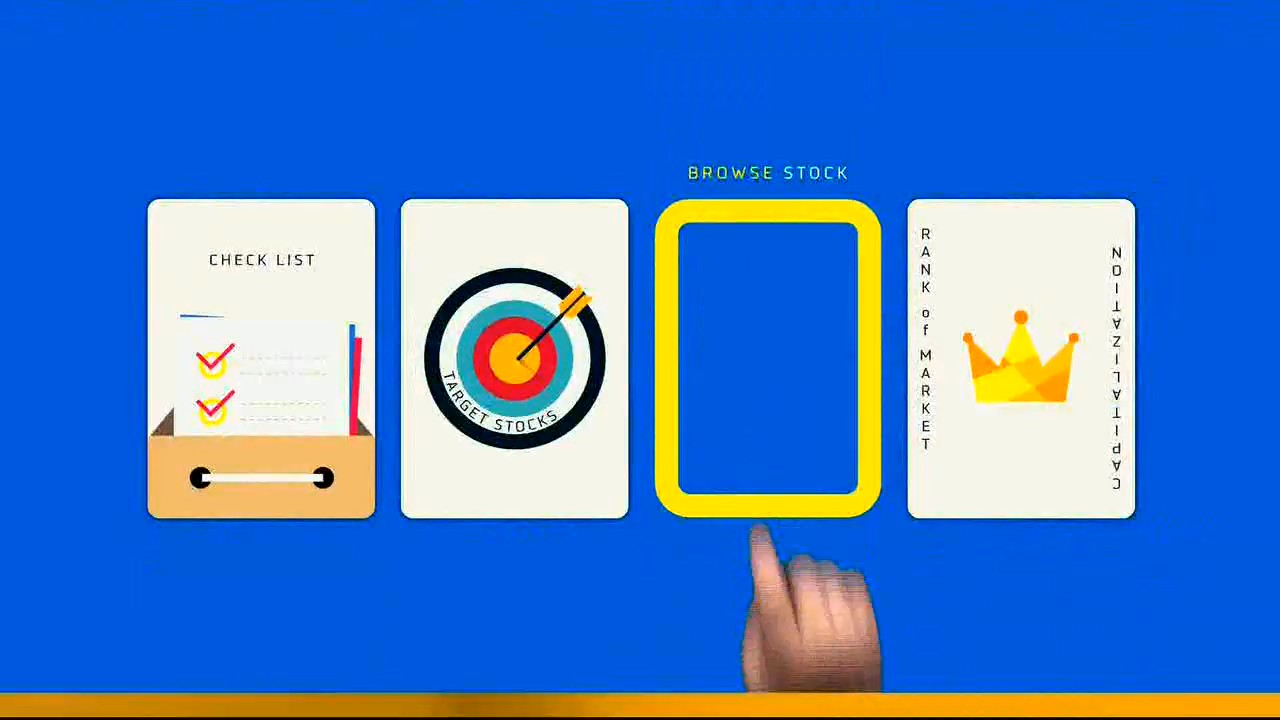 BROWSE STOCK
CHECK LIST
TARGET STOCKS
RANK of MARKET
CAPITALIZATION